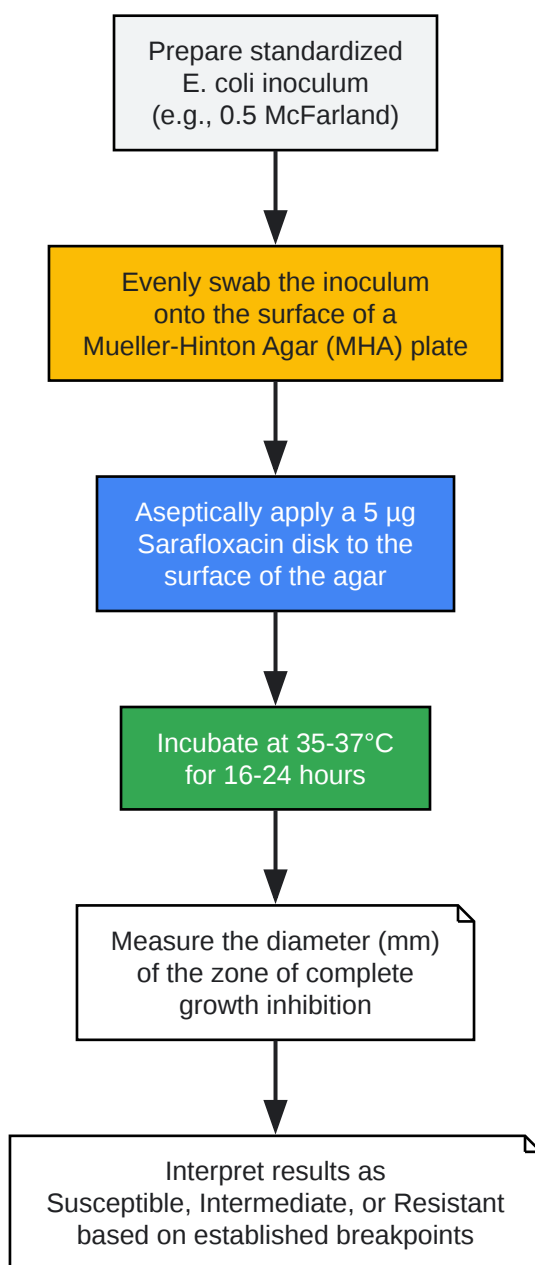 Prepare standardized
E. coli inoculum
(e.g., 0.5 McFarland)
Evenly swab the inoculum
onto the surface of a
Mueller-Hinton Agar (MHA) plate
Aseptically apply a 5 µg
Sarafloxacin disk to the
surface of the agar
Incubate at 35-37°C
for 16-24 hours
Measure the diameter (mm)
of the zone of complete
growth inhibition
Interpret results as
Susceptible, Intermediate, or Resistant
based on established breakpoints